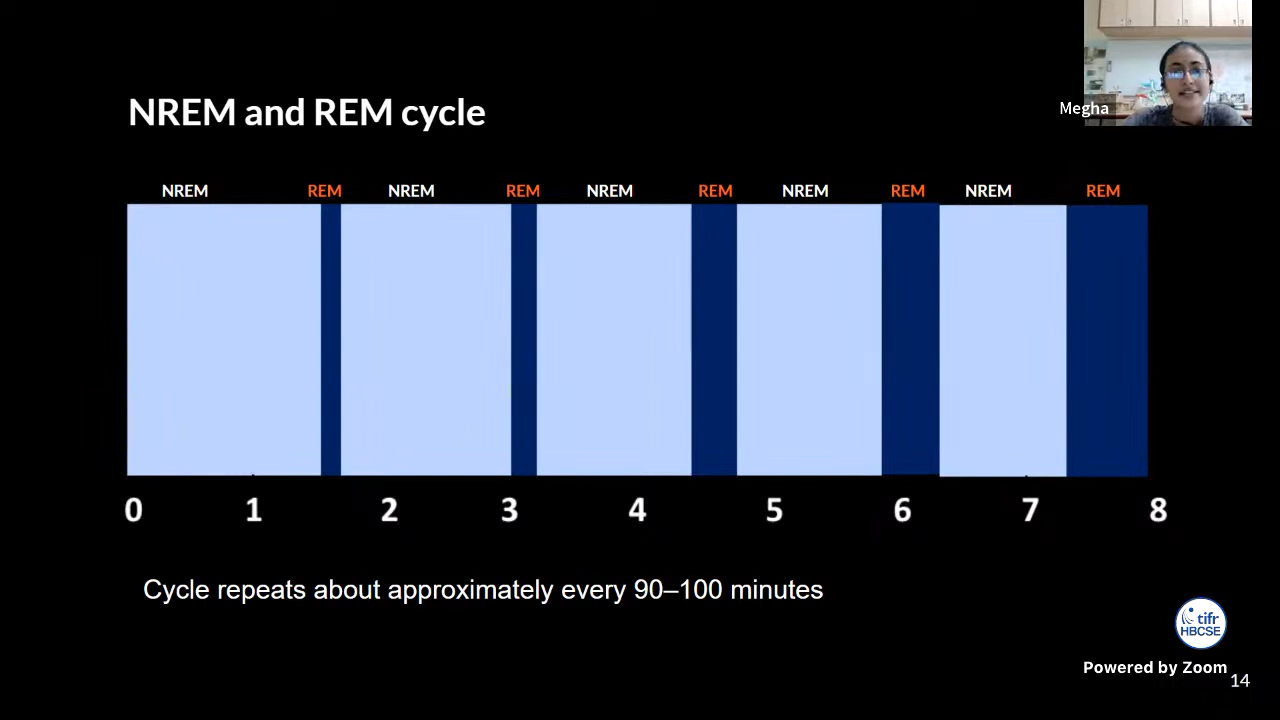 Megha
NREM and REM cycle
NREM REM NREM REM NREM REM NREM REM NREM REM
0 1 2 3 4 5 6 7 8
Cycle repeats about approximately every 90–100 minutes
tifr
HBCSE
Powered by Zoom
14